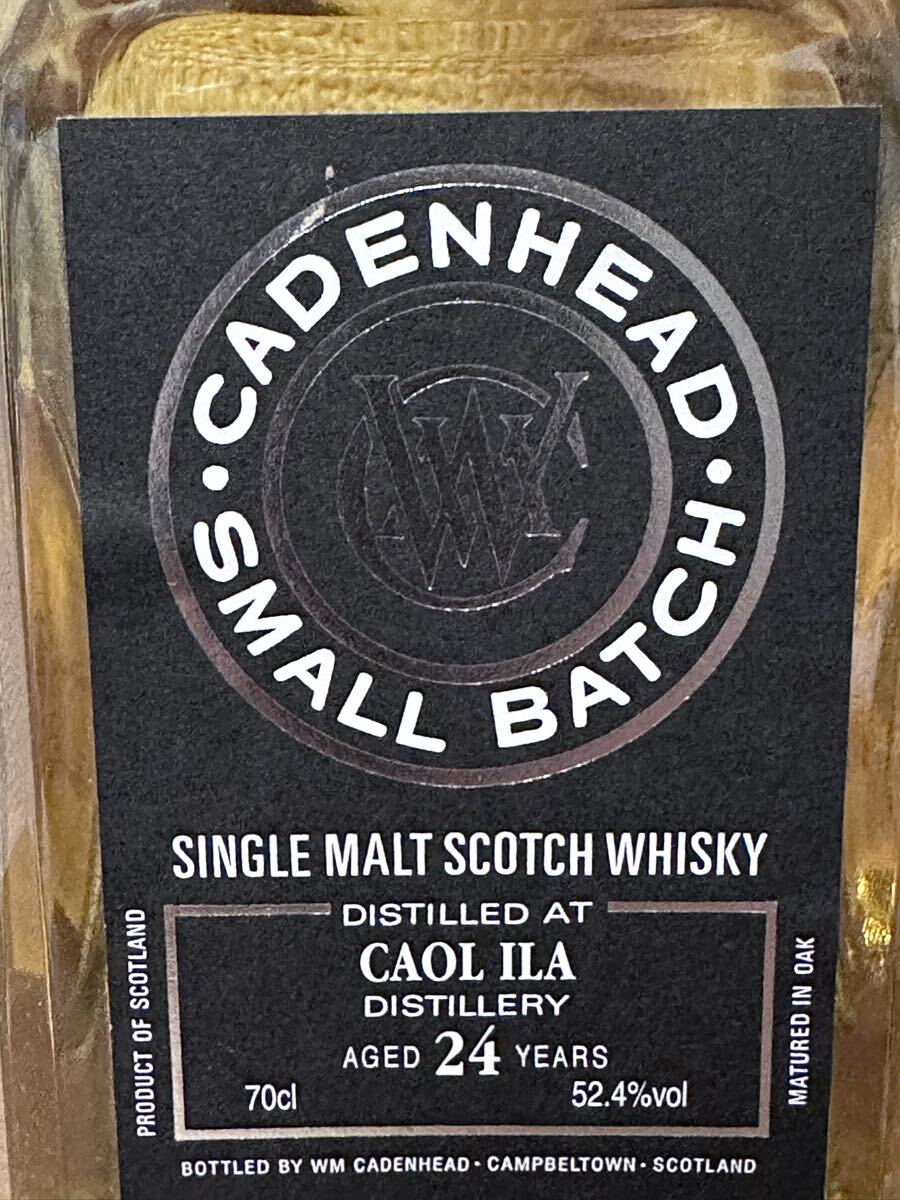 CADENHEAD
SMALL BATCH
WC
SINGLE MALT SCOTCH WHISKY
DISTILLED AT
CAOL ILA
DISTILLERY
AGED 24 YEARS
70cl 52.4%vol
PRODUCT OF SCOTLAND
MATURED IN OAK
BOTTLED BY WM CADENHEAD · CAMPBELTOWN · SCOTLAND